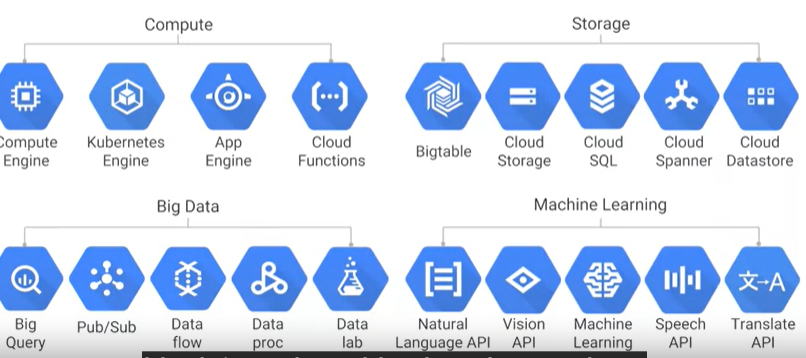 Compute
Storage
Compute
Engine
Kubernetes
Engine
App
Engine
Cloud
Functions
Bigtable
Cloud
Storage
Cloud
SQL
Cloud
Spanner
Cloud
Datastore
Big Data
Machine Learning
Big
Query
Pub/Sub
Data
flow
Data
proc
Data
lab
Natural
Language API
Vision
API
Machine
Learning
Speech
API
文→A
Translate
API